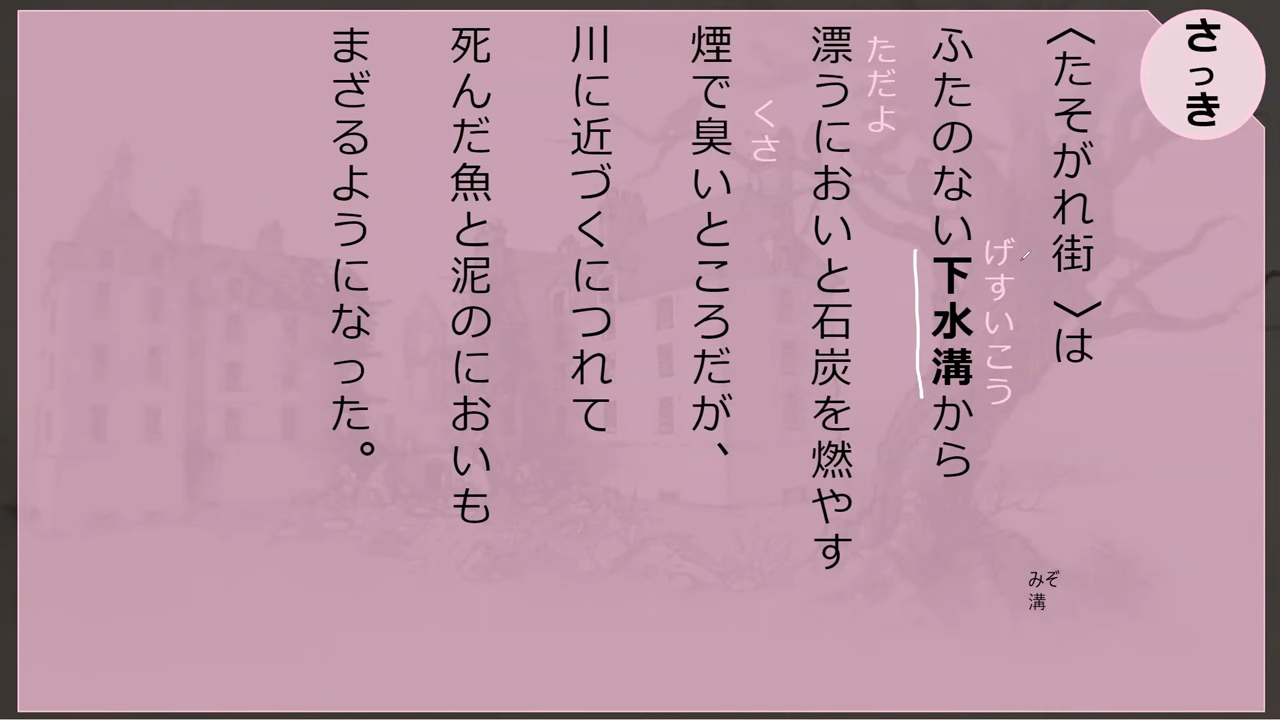 さっき
〈たそがれ街〉は
げすいこう
ふたのない下水溝から
ただよ
漂うにおいと石炭を燃やす
くさ
煙で臭いところだが、
川に近づくにつれて
死んだ魚と泥のにおいも
まざるようになった。
みぞ
溝